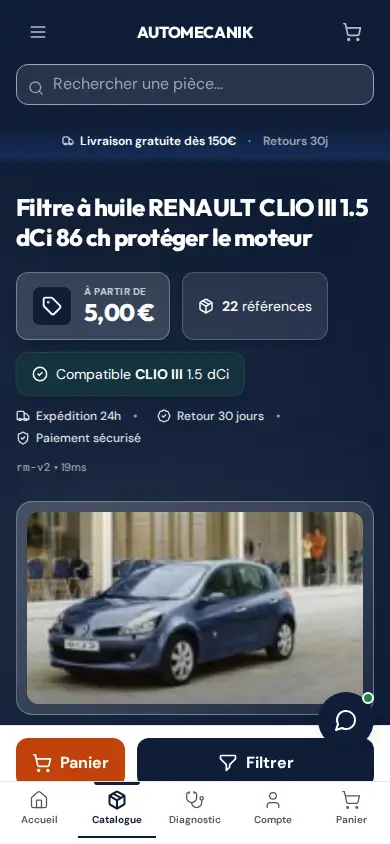 AUTOMECANIK
Rechercher une pièce...
Livraison gratuite dès 150€ · Retours 30j
Filtre à huile RENAULT CLIO III 1.5
dCi 86 ch protéger le moteur
À PARTIR DE
5,00 €
22 références
Compatible CLIO III 1.5 dCi
Expédition 24h • Retour 30 jours •
Paiement sécurisé
rm-v2 • 19ms
Panier
Filtrer
Accueil
Catalogue
Diagnostic
Compte
Panier